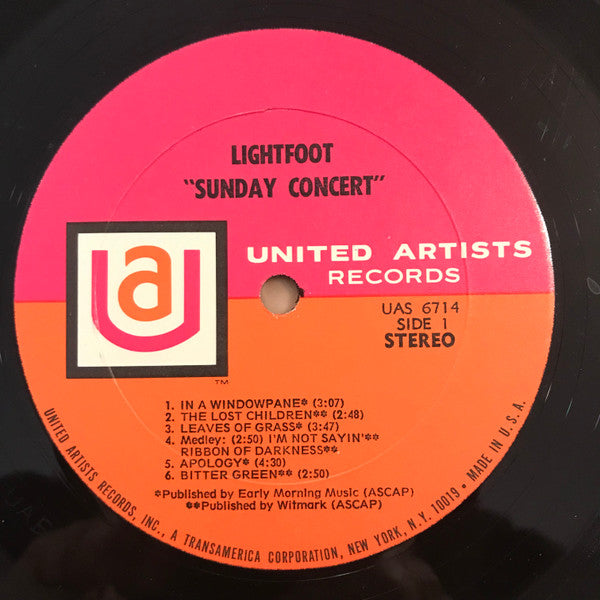 LIGHTFOOT
"SUNDAY CONCERT"
ua
UNITED ARTISTS
RECORDS
TM
UAS 6714
SIDE 1
STEREO
1. IN A WINDOWPANE* (3:07)
2. THE LOST CHILDREN** (2:48)
3. LEAVES OF GRASS* (3:47)
4. Medley: (2:50) I'M NOT SAYIN'**
RIBBON OF DARKNESS**
5. APOLOGY* (4:30)
6. BITTER GREEN** (2:50)
*Published by Early Morning Music (ASCAP)
**Published by Witmark (ASCAP)
UNITED ARTISTS RECORDS, INC., A TRANSAMERICA CORPORATION, NEW YORK, N.Y. 10019 • MADE IN U.S.A.